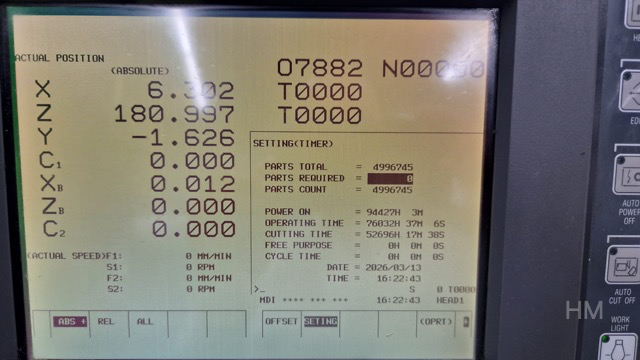 ACTUAL POSITION
(ABSOLUTE)
O7882 N00000
X 6.302
T0000
Z 180.997
T0000
Y -1.626
C1 0.000
XB 0.012
ZB 0.000
C2 0.000
(ACTUAL SPEED)F1: 0 MM/MIN
S1: 0 RPM
F2: 0 MM/MIN
S2: 0 RPM
SETTING(TIMER)
PARTS TOTAL = 4996745
PARTS REQUIRED = 0
PARTS COUNT = 4996745
POWER ON = 94427H 3M
OPERATING TIME = 76032H 37M 6S
CUTTING TIME = 52696H 17M 38S
FREE PURPOSE = 0H 0M 0S
CYCLE TIME = 0H 0M 0S
DATE = 2026/03/13
TIME = 16:22:43
>_ S 0 T0000
MDI **** *** *** 16:22:43 HEAD1
ABS + REL ALL OFFSET SETING (OPRT)
AUTO
POWER
OFF
AUTO
CUT OFF
WORK
LIGHT
HM